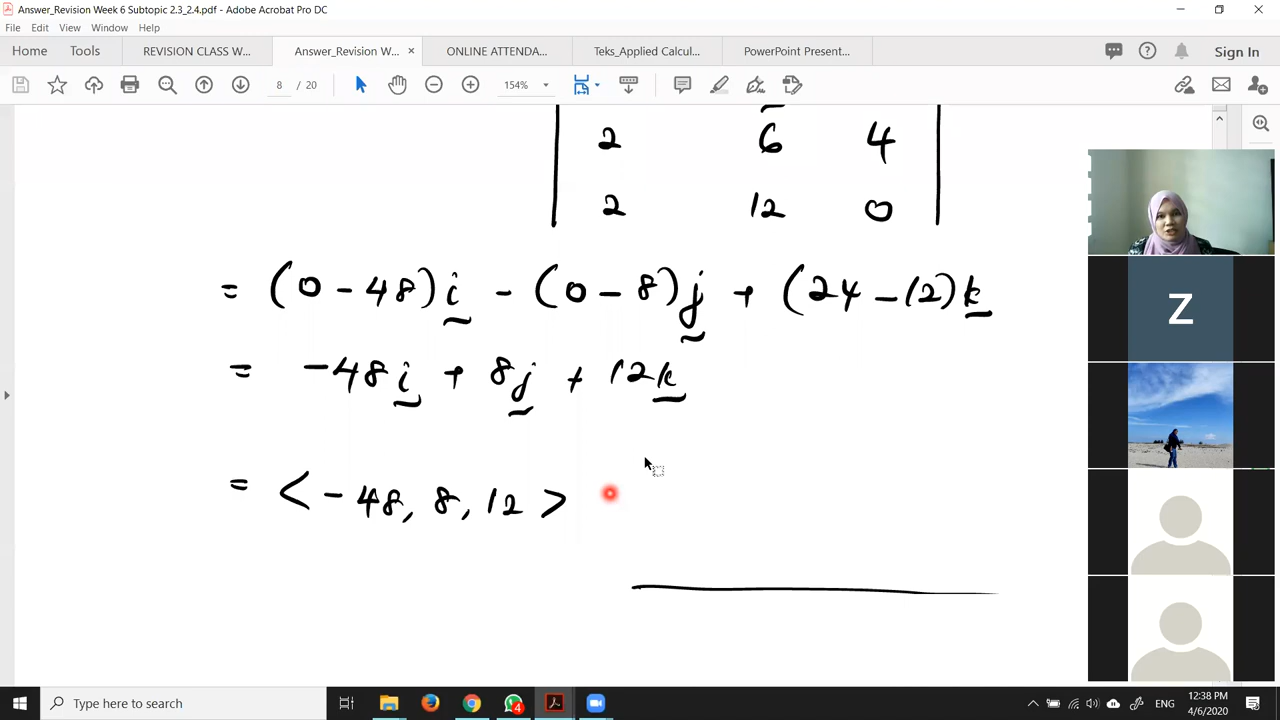 Answer_Revision Week 6 Subtopic 2.3_2.4.pdf - Adobe Acrobat Pro DC
File Edit View Window Help
Home Tools REVISION CLASS W... Answer_Revision W... × ONLINE ATTENDA... Teks_Applied Calcul... PowerPoint Present... Sign In
8 / 20 154%
2 6 4
2 12 0
= (0 - 48)i - (0 - 8)j + (24 - 12)k
= -48i + 8j + 12k
= < -48, 8, 12 >
Z
Type here to search
4
ENG
12:38 PM
4/6/2020